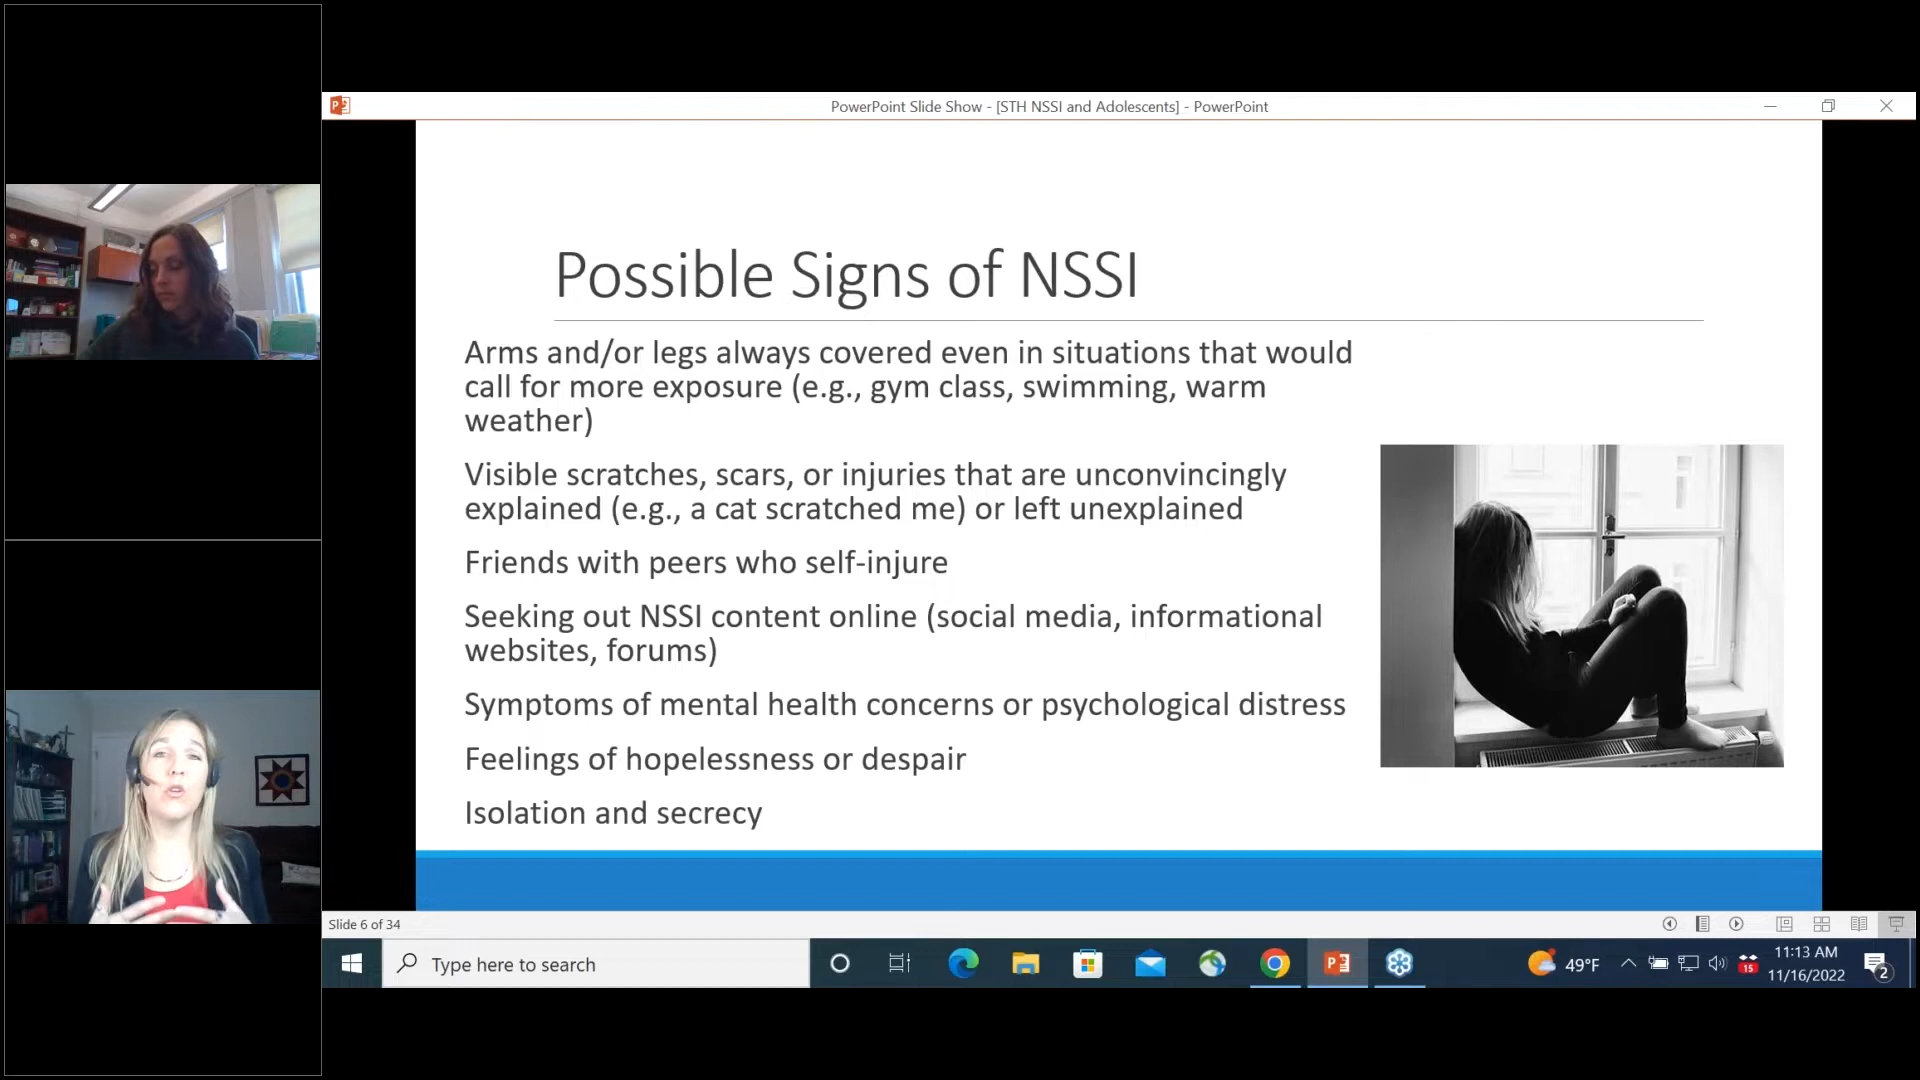 PowerPoint Slide Show - [STH NSSI and Adolescents] - PowerPoint
Possible Signs of NSSI
Arms and/or legs always covered even in situations that would
call for more exposure (e.g., gym class, swimming, warm
weather)
Visible scratches, scars, or injuries that are unconvincingly
explained (e.g., a cat scratched me) or left unexplained
Friends with peers who self-injure
Seeking out NSSI content online (social media, informational
websites, forums)
Symptoms of mental health concerns or psychological distress
Feelings of hopelessness or despair
Isolation and secrecy
Slide 6 of 34
Type here to search
49°F
15
11:13 AM
11/16/2022
2